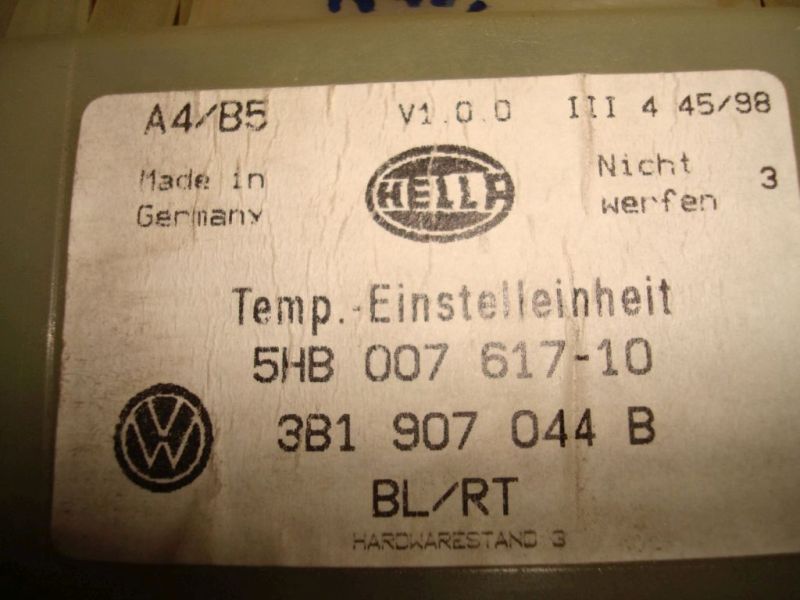 A4/B5 V1.0.0 III 4 45/98
Made in Germany
HELLA
Nicht werfen 3
Temp.-Einstelleinheit
5HB 007 617-10
VW
3B1 907 044 B
BL/RT
HARDWARESTAND 3